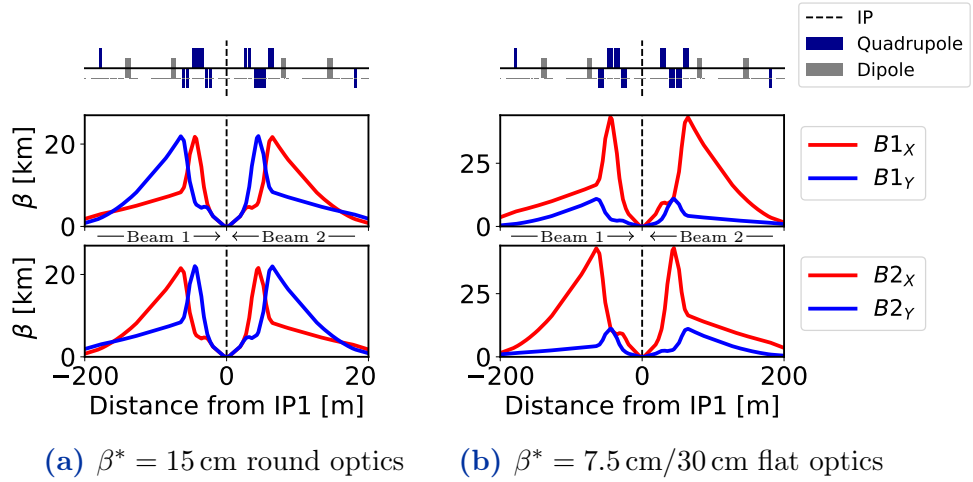 IP
Quadrupole
Dipole
20
0
β [km]
25
0
B1X
B1Y
Beam 1
Beam 2
Beam 1
Beam 2
20
0
β [km]
25
0
B2X
B2Y
−200
0
20
−200
0
200
Distance from IP1 [m]
Distance from IP1 [m]
(a) β* = 15 cm round optics
(b) β* = 7.5 cm/30 cm flat optics